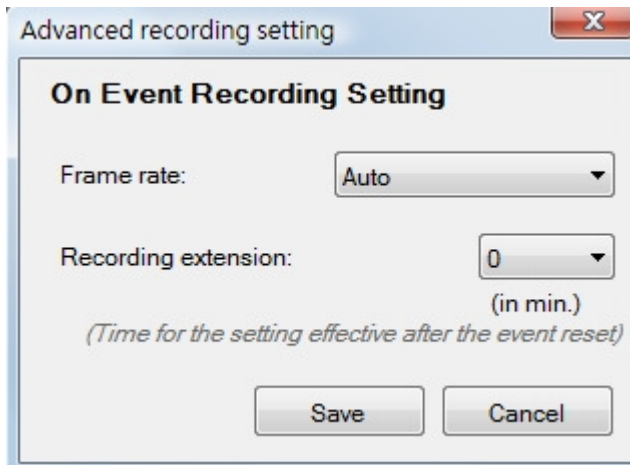 Advanced recording setting
On Event Recording Setting
Frame rate: Auto
Recording extension: 0
(in min.)
(Time for the setting effective after the event reset)
Save Cancel